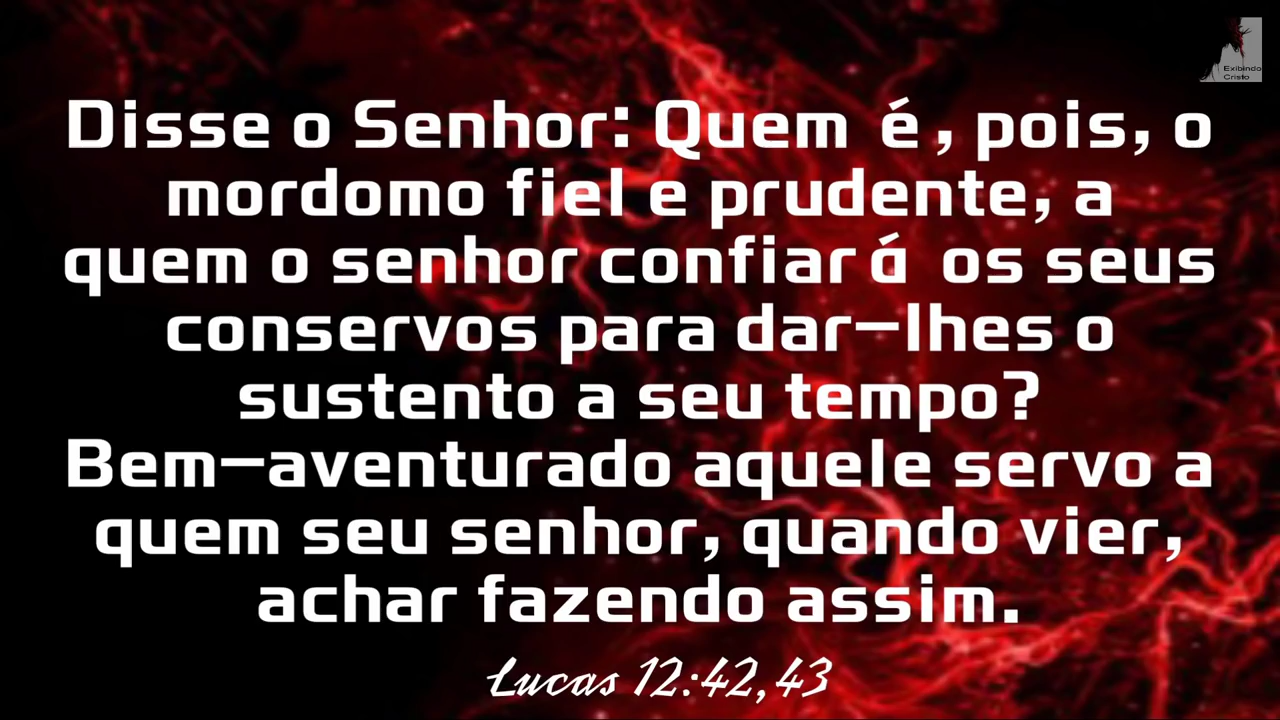 Exibindo
Cristo
Disse o Senhor: Quem é, pois, o
mordomo fiel e prudente, a
quem o senhor confiará os seus
conservos para dar-lhes o
sustento a seu tempo?
Bem-aventurado aquele servo a
quem seu senhor, quando vier,
achar fazendo assim.
Lucas 12:42,43